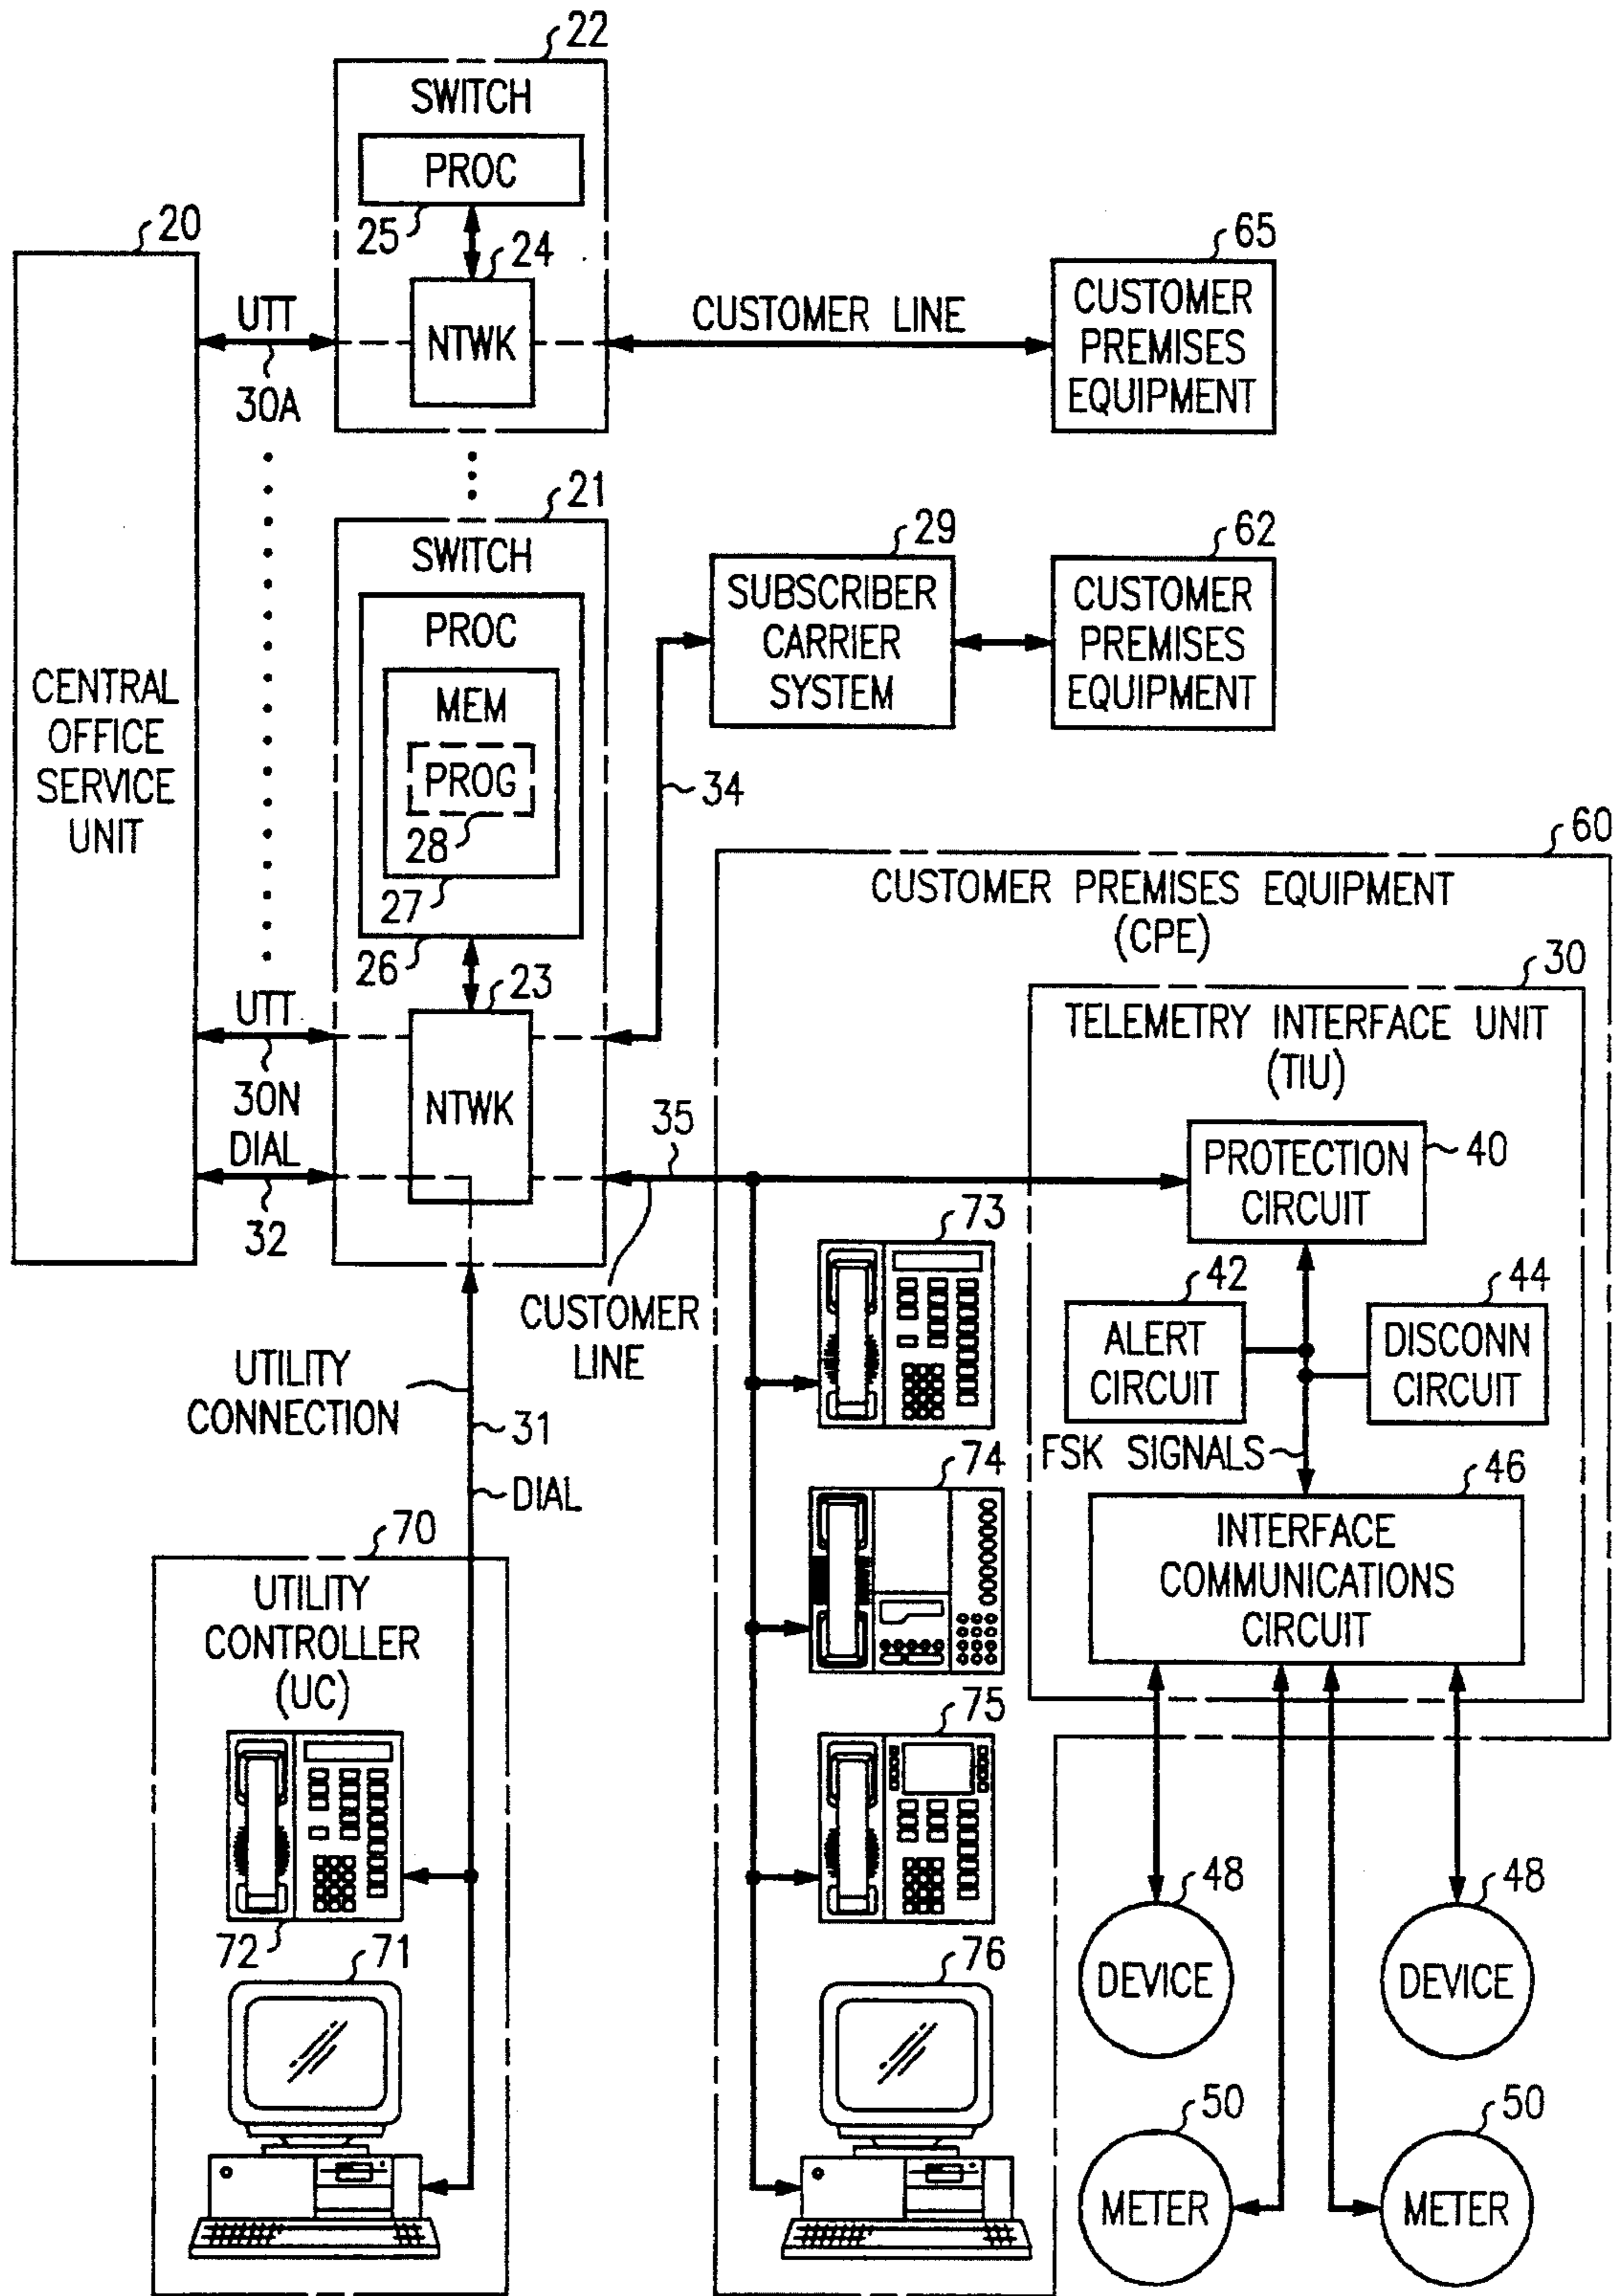 22
SWITCH
PROC
25
24
NTWK
20
CENTRAL
OFFICE
SERVICE
UNIT
UTT
30A
CUSTOMER LINE
65
CUSTOMER
PREMISES
EQUIPMENT
21
SWITCH
PROC
MEM
PROG
28
27
26
23
NTWK
29
SUBSCRIBER
CARRIER
SYSTEM
62
CUSTOMER
PREMISES
EQUIPMENT
34
UTT
30N
DIAL
32
35
CUSTOMER
LINE
UTILITY
CONNECTION
31
DIAL
60
CUSTOMER PREMISES EQUIPMENT
(CPE)
30
TELEMETRY INTERFACE UNIT
(TIU)
PROTECTION
CIRCUIT
40
42
ALERT
CIRCUIT
44
DISCONN
CIRCUIT
FSK SIGNALS
46
INTERFACE
COMMUNICATIONS
CIRCUIT
73
74
75
76
70
UTILITY
CONTROLLER
(UC)
72
71
48
DEVICE
48
DEVICE
50
METER
50
METER